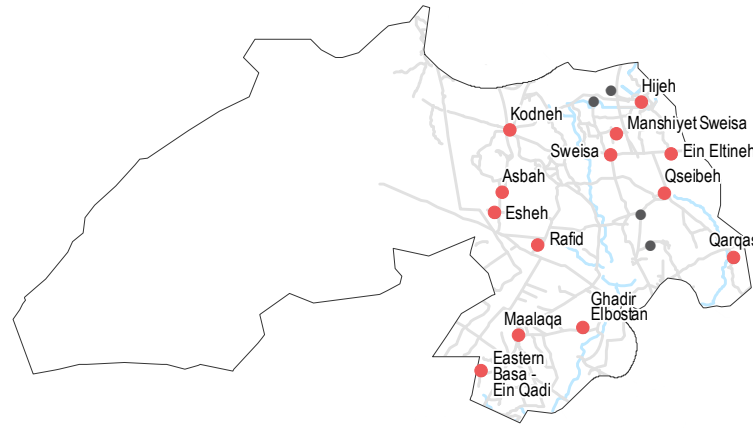 Hijeh
Kodneh
Manshiyet Sweisa
Sweisa
Ein Eltineh
Asbah
Qseibeh
Esheh
Rafid
Qarqas
Ghadir
Elbostan
Maalaqa
Eastern
Basa -
Ein Qadi